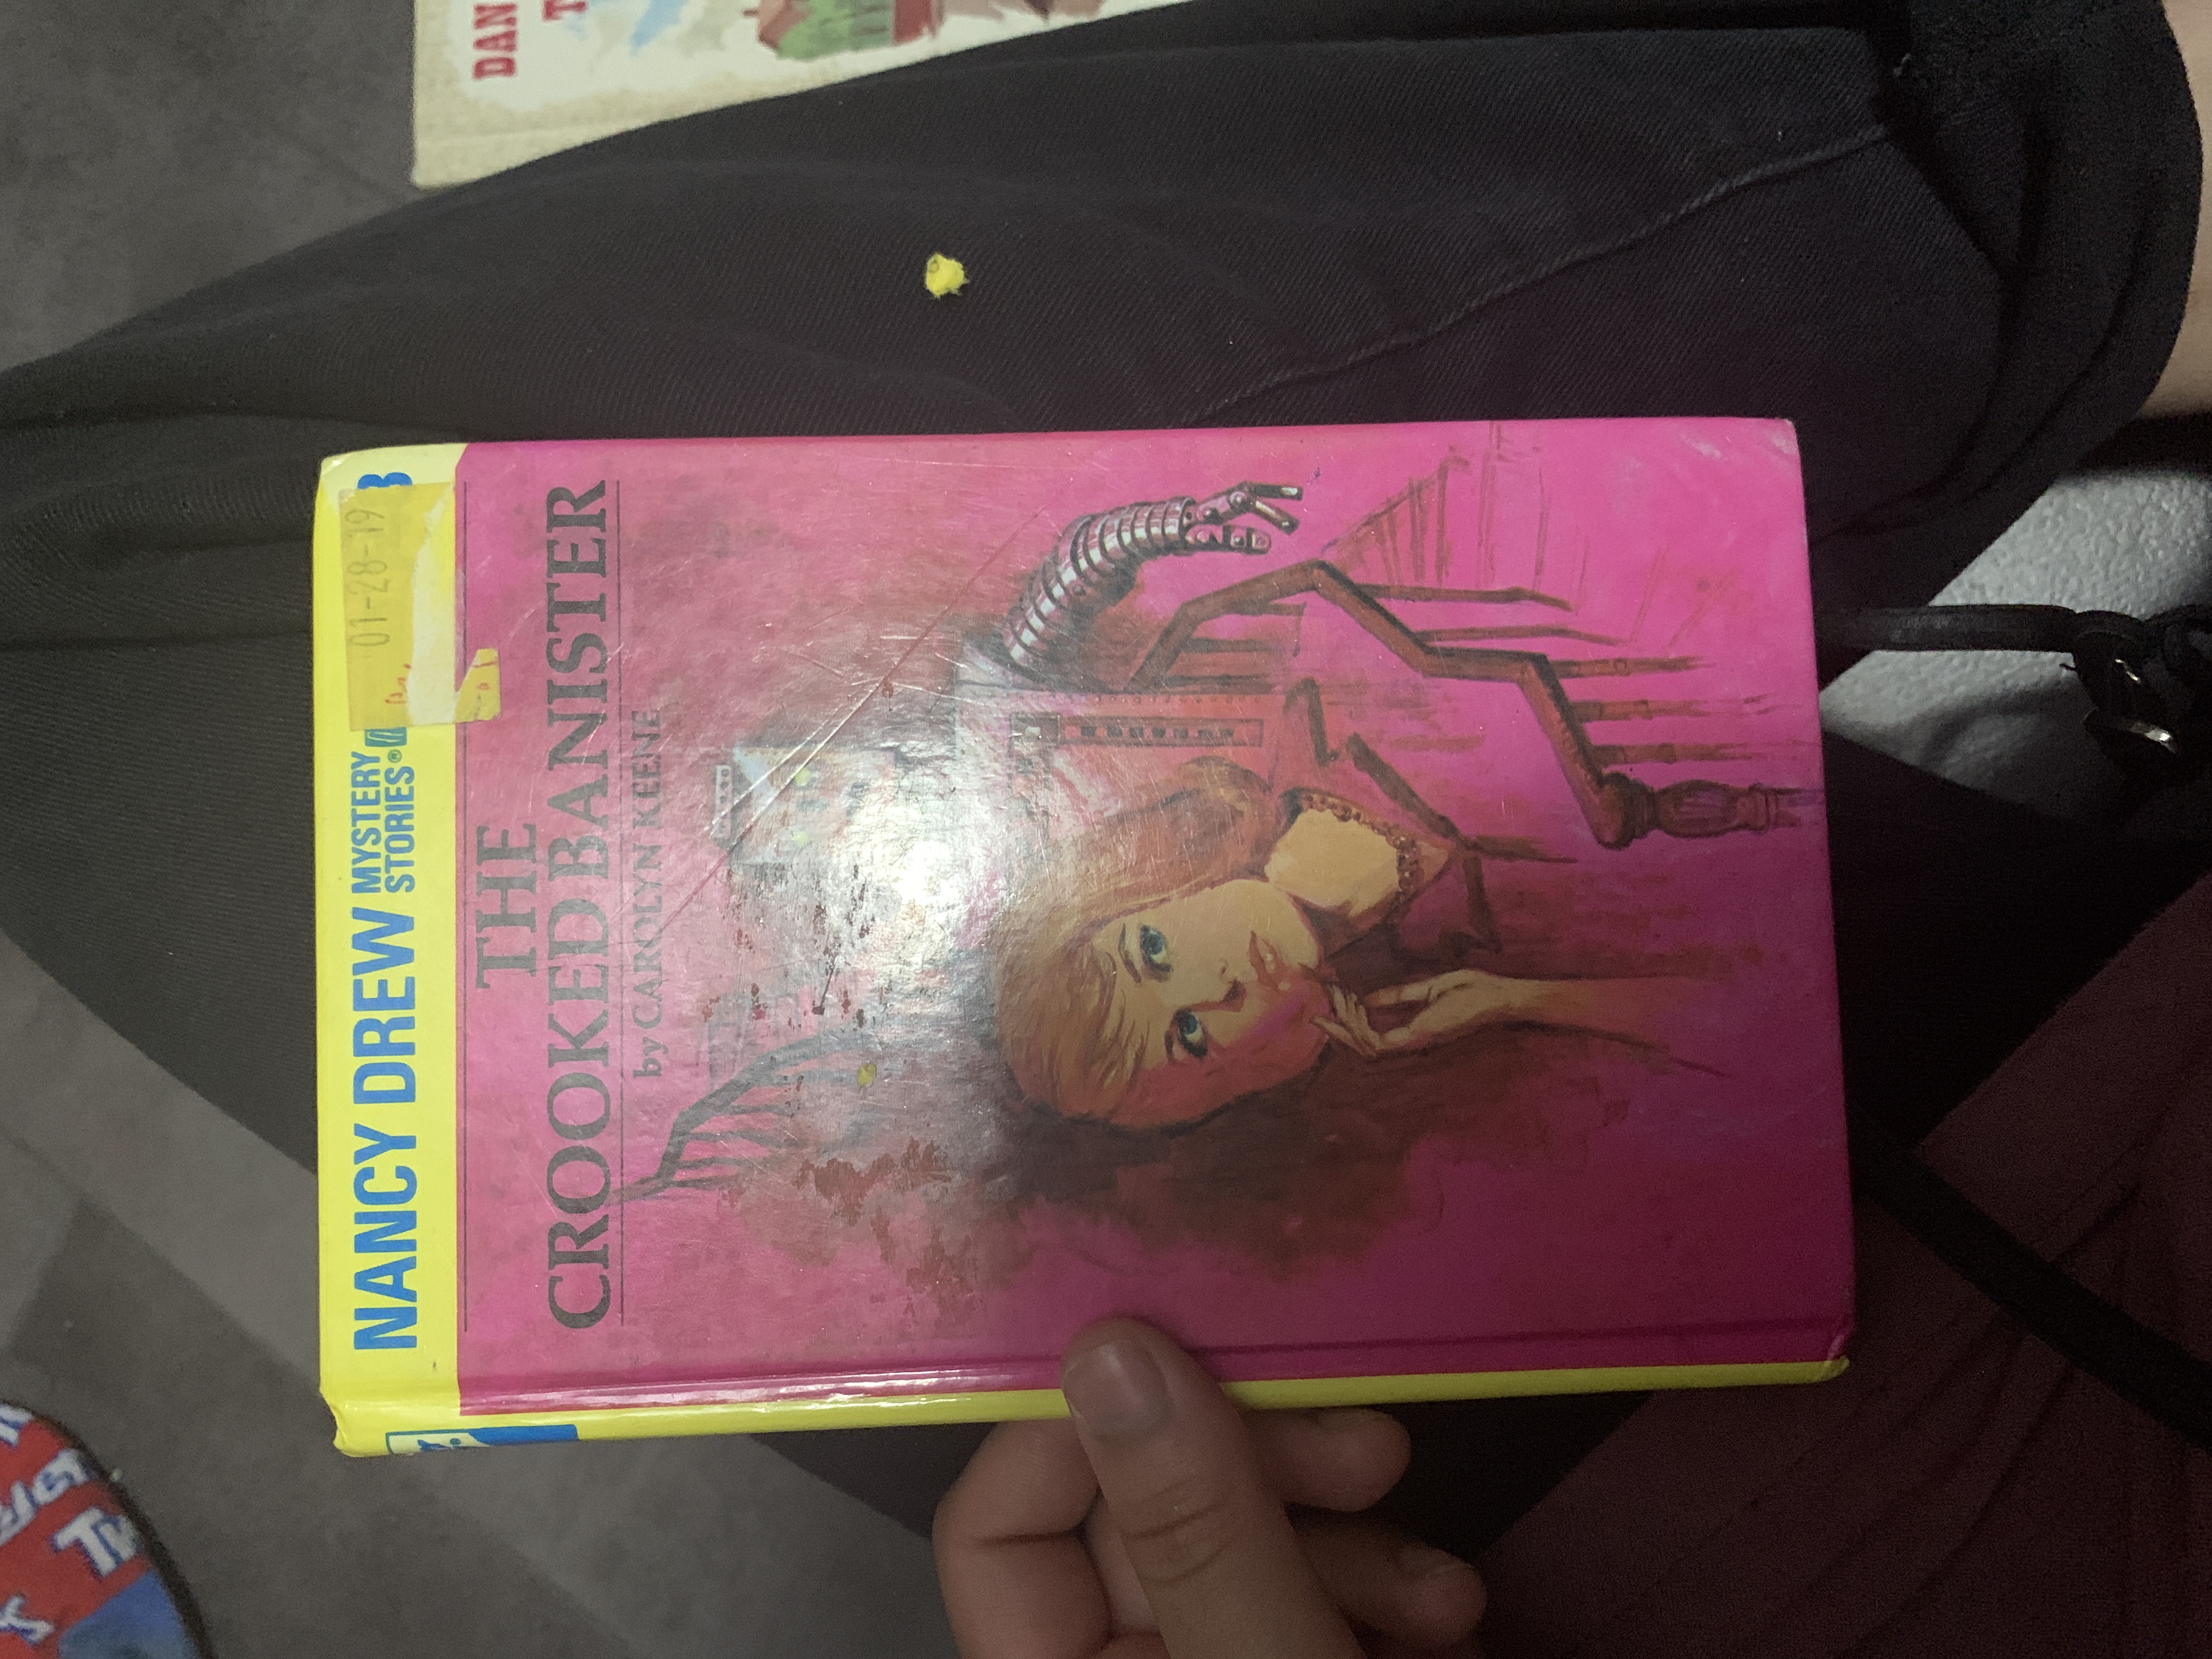 NANCY DREW
MYSTERY
STORIES®
01-28-19
THE
CROOKED BANISTER
by CAROLYN KEENE
DAN
T